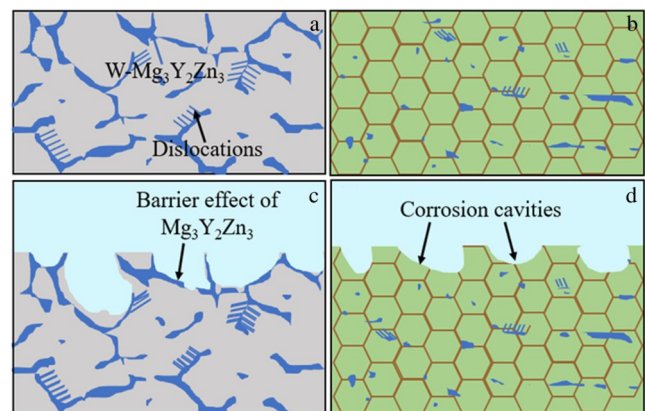 a
b
W-Mg₃Y₂Zn₃
Dislocations
c
d
Barrier effect of
Mg₃Y₂Zn₃
Corrosion cavities